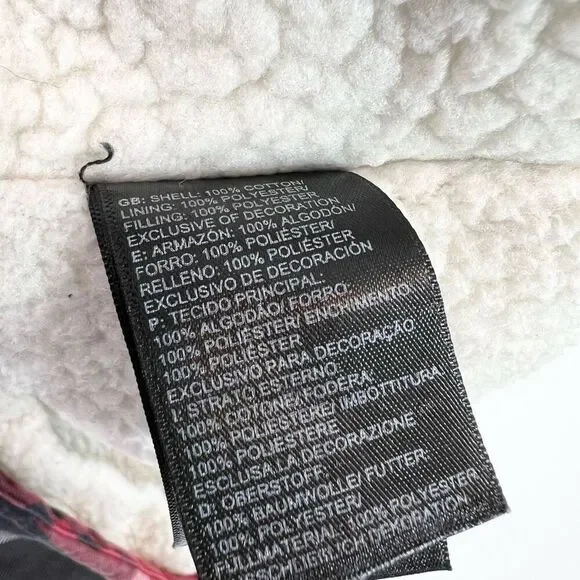 GB: SHELL: 100% COTTON/
LINING: 100% POLYESTER/
FILLING: 100% POLYESTER
EXCLUSIVE OF DECORATION
E: ARMAZÓN: 100% ALGODÓN/
FORRO: 100% POLIÉSTER/
RELLENO: 100% POLIÉSTER
EXCLUSIVO DE DECORACIÓN
P: TECIDO PRINCIPAL:
100% ALGODÃO/ FORRO:
100% POLIÉSTER/ ENCHIMENTO
100% POLIÉSTER
EXCLUSIVO PARA DECORAÇÃO
I: STRATO ESTERNO:
100% COTONE/FODERA:
100% POLIESTERE/ IMBOTTITURA:
100% POLIESTERE
ESCLUSA LA DECORAZIONE
D: OBERSTOFF:
100% BAUMWOLLE/ FUTTER:
100% POLYESTER/
FÜLLMATERIAL: 100% POLYESTER
DEKORATION